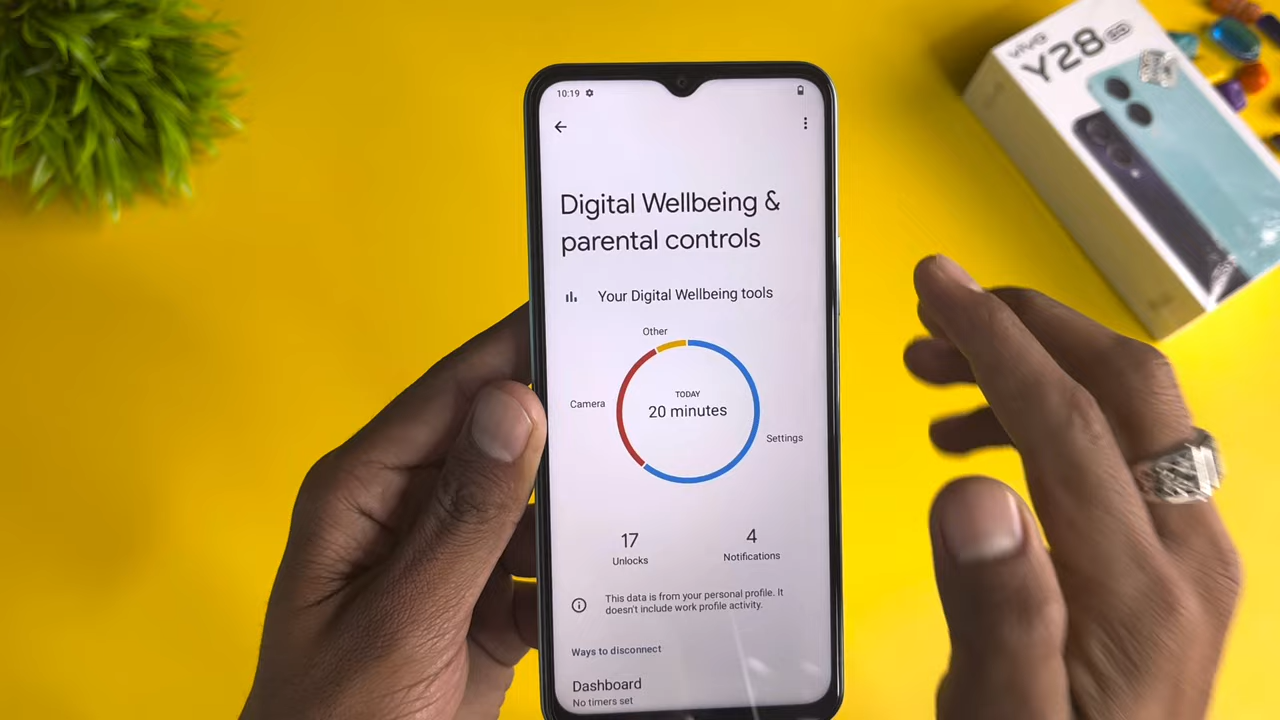 10:19
Digital Wellbeing &
parental controls
Your Digital Wellbeing tools
Other
Camera
TODAY
20 minutes
Settings
17
Unlocks
4
Notifications
This data is from your personal profile. It
doesn't include work profile activity.
Ways to disconnect
Dashboard
No timers set
vivo
Y28